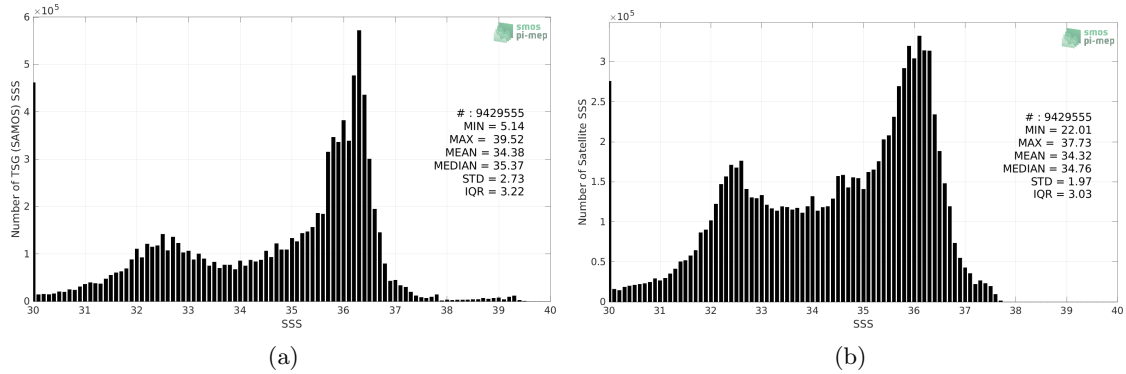 ×10⁵
6
5
4
3
2
1
0
Number of TSG (SAMOS) SSS
30 31 32 33 34 35 36 37 38 39 40
SSS
smos
pi-mep
# : 9429555
MIN = 5.14
MAX = 39.52
MEAN = 34.38
MEDIAN = 35.37
STD = 2.73
IQR = 3.22
(a)
×10⁵
3
2.5
2
1.5
1
0.5
0
Number of Satellite SSS
30 31 32 33 34 35 36 37 38 39 40
SSS
smos
pi-mep
# : 9429555
MIN = 22.01
MAX = 37.73
MEAN = 34.32
MEDIAN = 34.76
STD = 1.97
IQR = 3.03
(b)